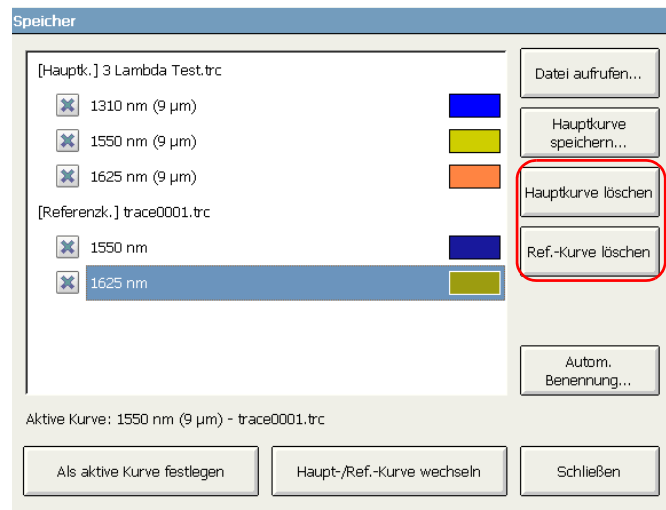 Speicher
[Hauptk.] 3 Lambda Test.trc
1310 nm (9 µm)
1550 nm (9 µm)
1625 nm (9 µm)
[Referenzk.] trace0001.trc
1550 nm
1625 nm
Datei aufrufen...
Hauptkurve
speichern...
Hauptkurve löschen
Ref.-Kurve löschen
Autom.
Benennung...
Aktive Kurve: 1550 nm (9 µm) - trace0001.trc
Als aktive Kurve festlegen
Haupt-/Ref.-Kurve wechseln
Schließen